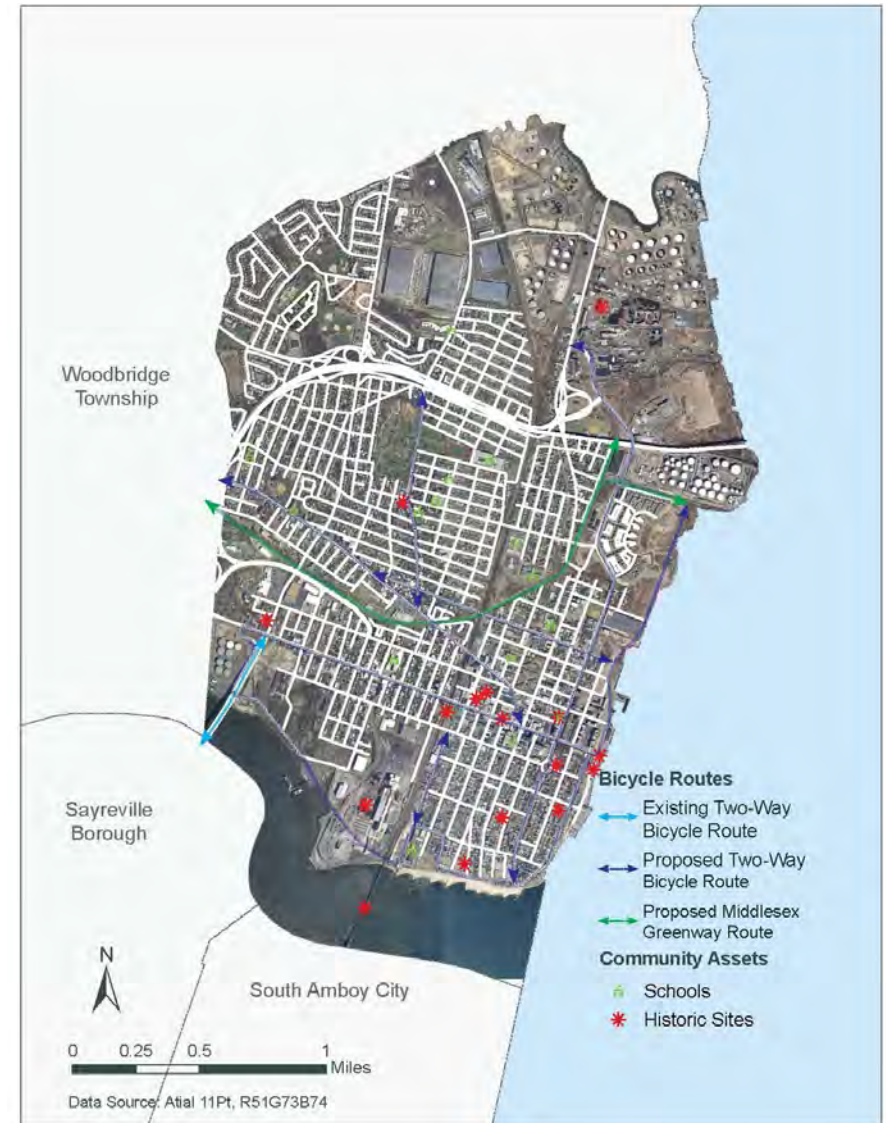 Woodbridge
Township
Sayreville
Borough
South Amboy City
N
0 0.25 0.5 1
Miles
Data Source: Atial 11Pt, R51G73B74
Bicycle Routes
Existing Two-Way
Bicycle Route
Proposed Two-Way
Bicycle Route
Proposed Middlesex
Greenway Route
Community Assets
Schools
Historic Sites